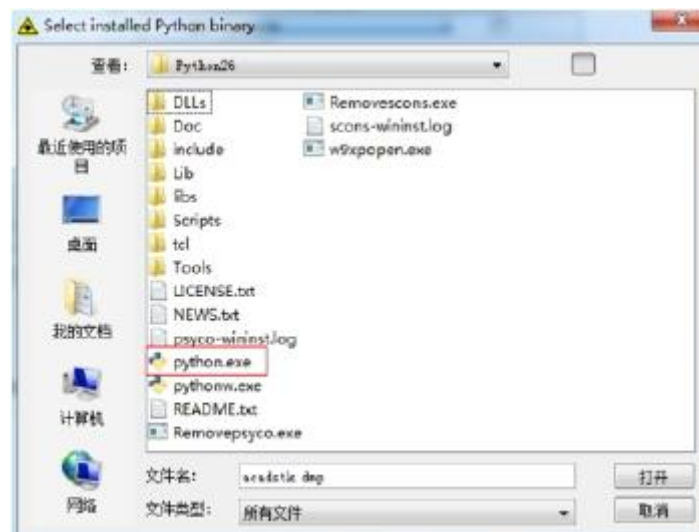 Select installed Python binary
查看:
Python26
最近使用的项
目
桌面
我的文档
计算机
网络
DLLs
Doc
include
Lib
libs
Scripts
tcl
Tools
LICENSE.txt
NEWS.txt
psyco-wininst.log
python.exe
pythonw.exe
README.txt
Removepsyco.exe
Removescons.exe
scons-wininst.log
w9xpopen.exe
文件名:
打开
文件类型:
所有文件
取消